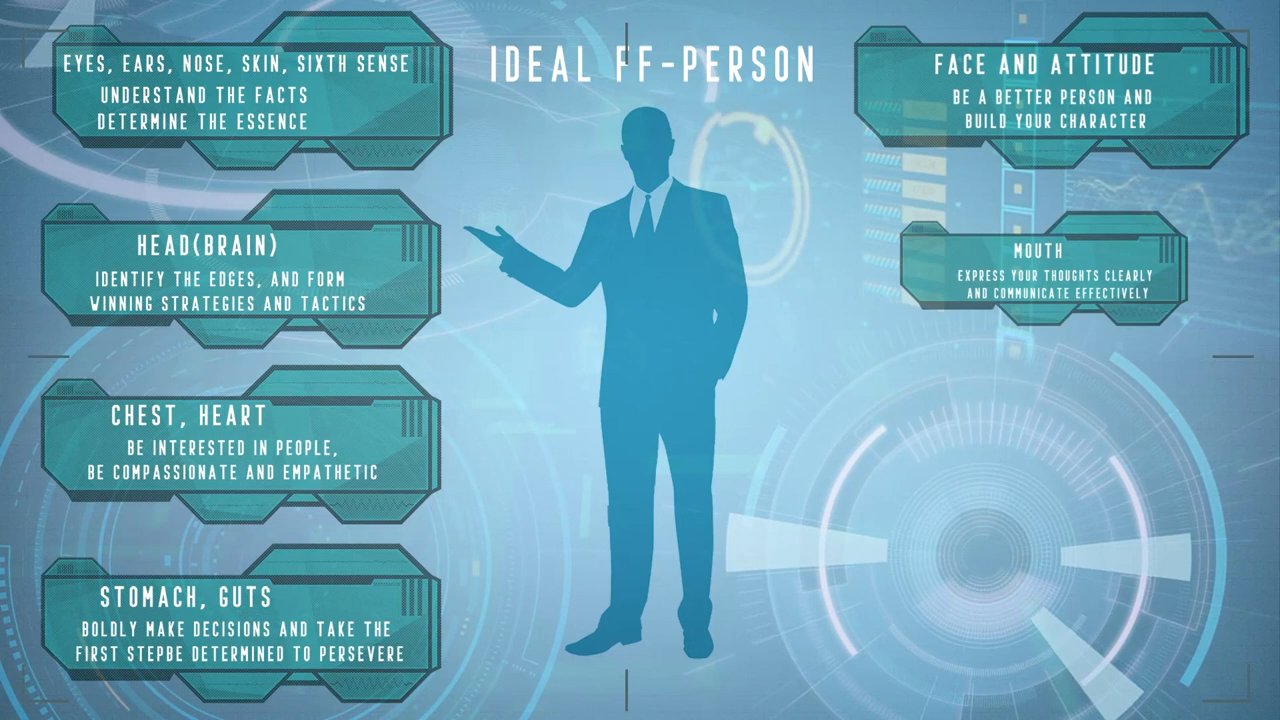 IDEAL FF-PERSON
EYES, EARS, NOSE, SKIN, SIXTH SENSE
UNDERSTAND THE FACTS
DETERMINE THE ESSENCE
HEAD(BRAIN)
IDENTIFY THE EDGES, AND FORM
WINNING STRATEGIES AND TACTICS
CHEST, HEART
BE INTERESTED IN PEOPLE,
BE COMPASSIONATE AND EMPATHETIC
STOMACH, GUTS
BOLDLY MAKE DECISIONS AND TAKE THE
FIRST STEPBE DETERMINED TO PERSEVERE
FACE AND ATTITUDE
BE A BETTER PERSON AND
BUILD YOUR CHARACTER
MOUTH
EXPRESS YOUR THOUGHTS CLEARLY
AND COMMUNICATE EFFECTIVELY